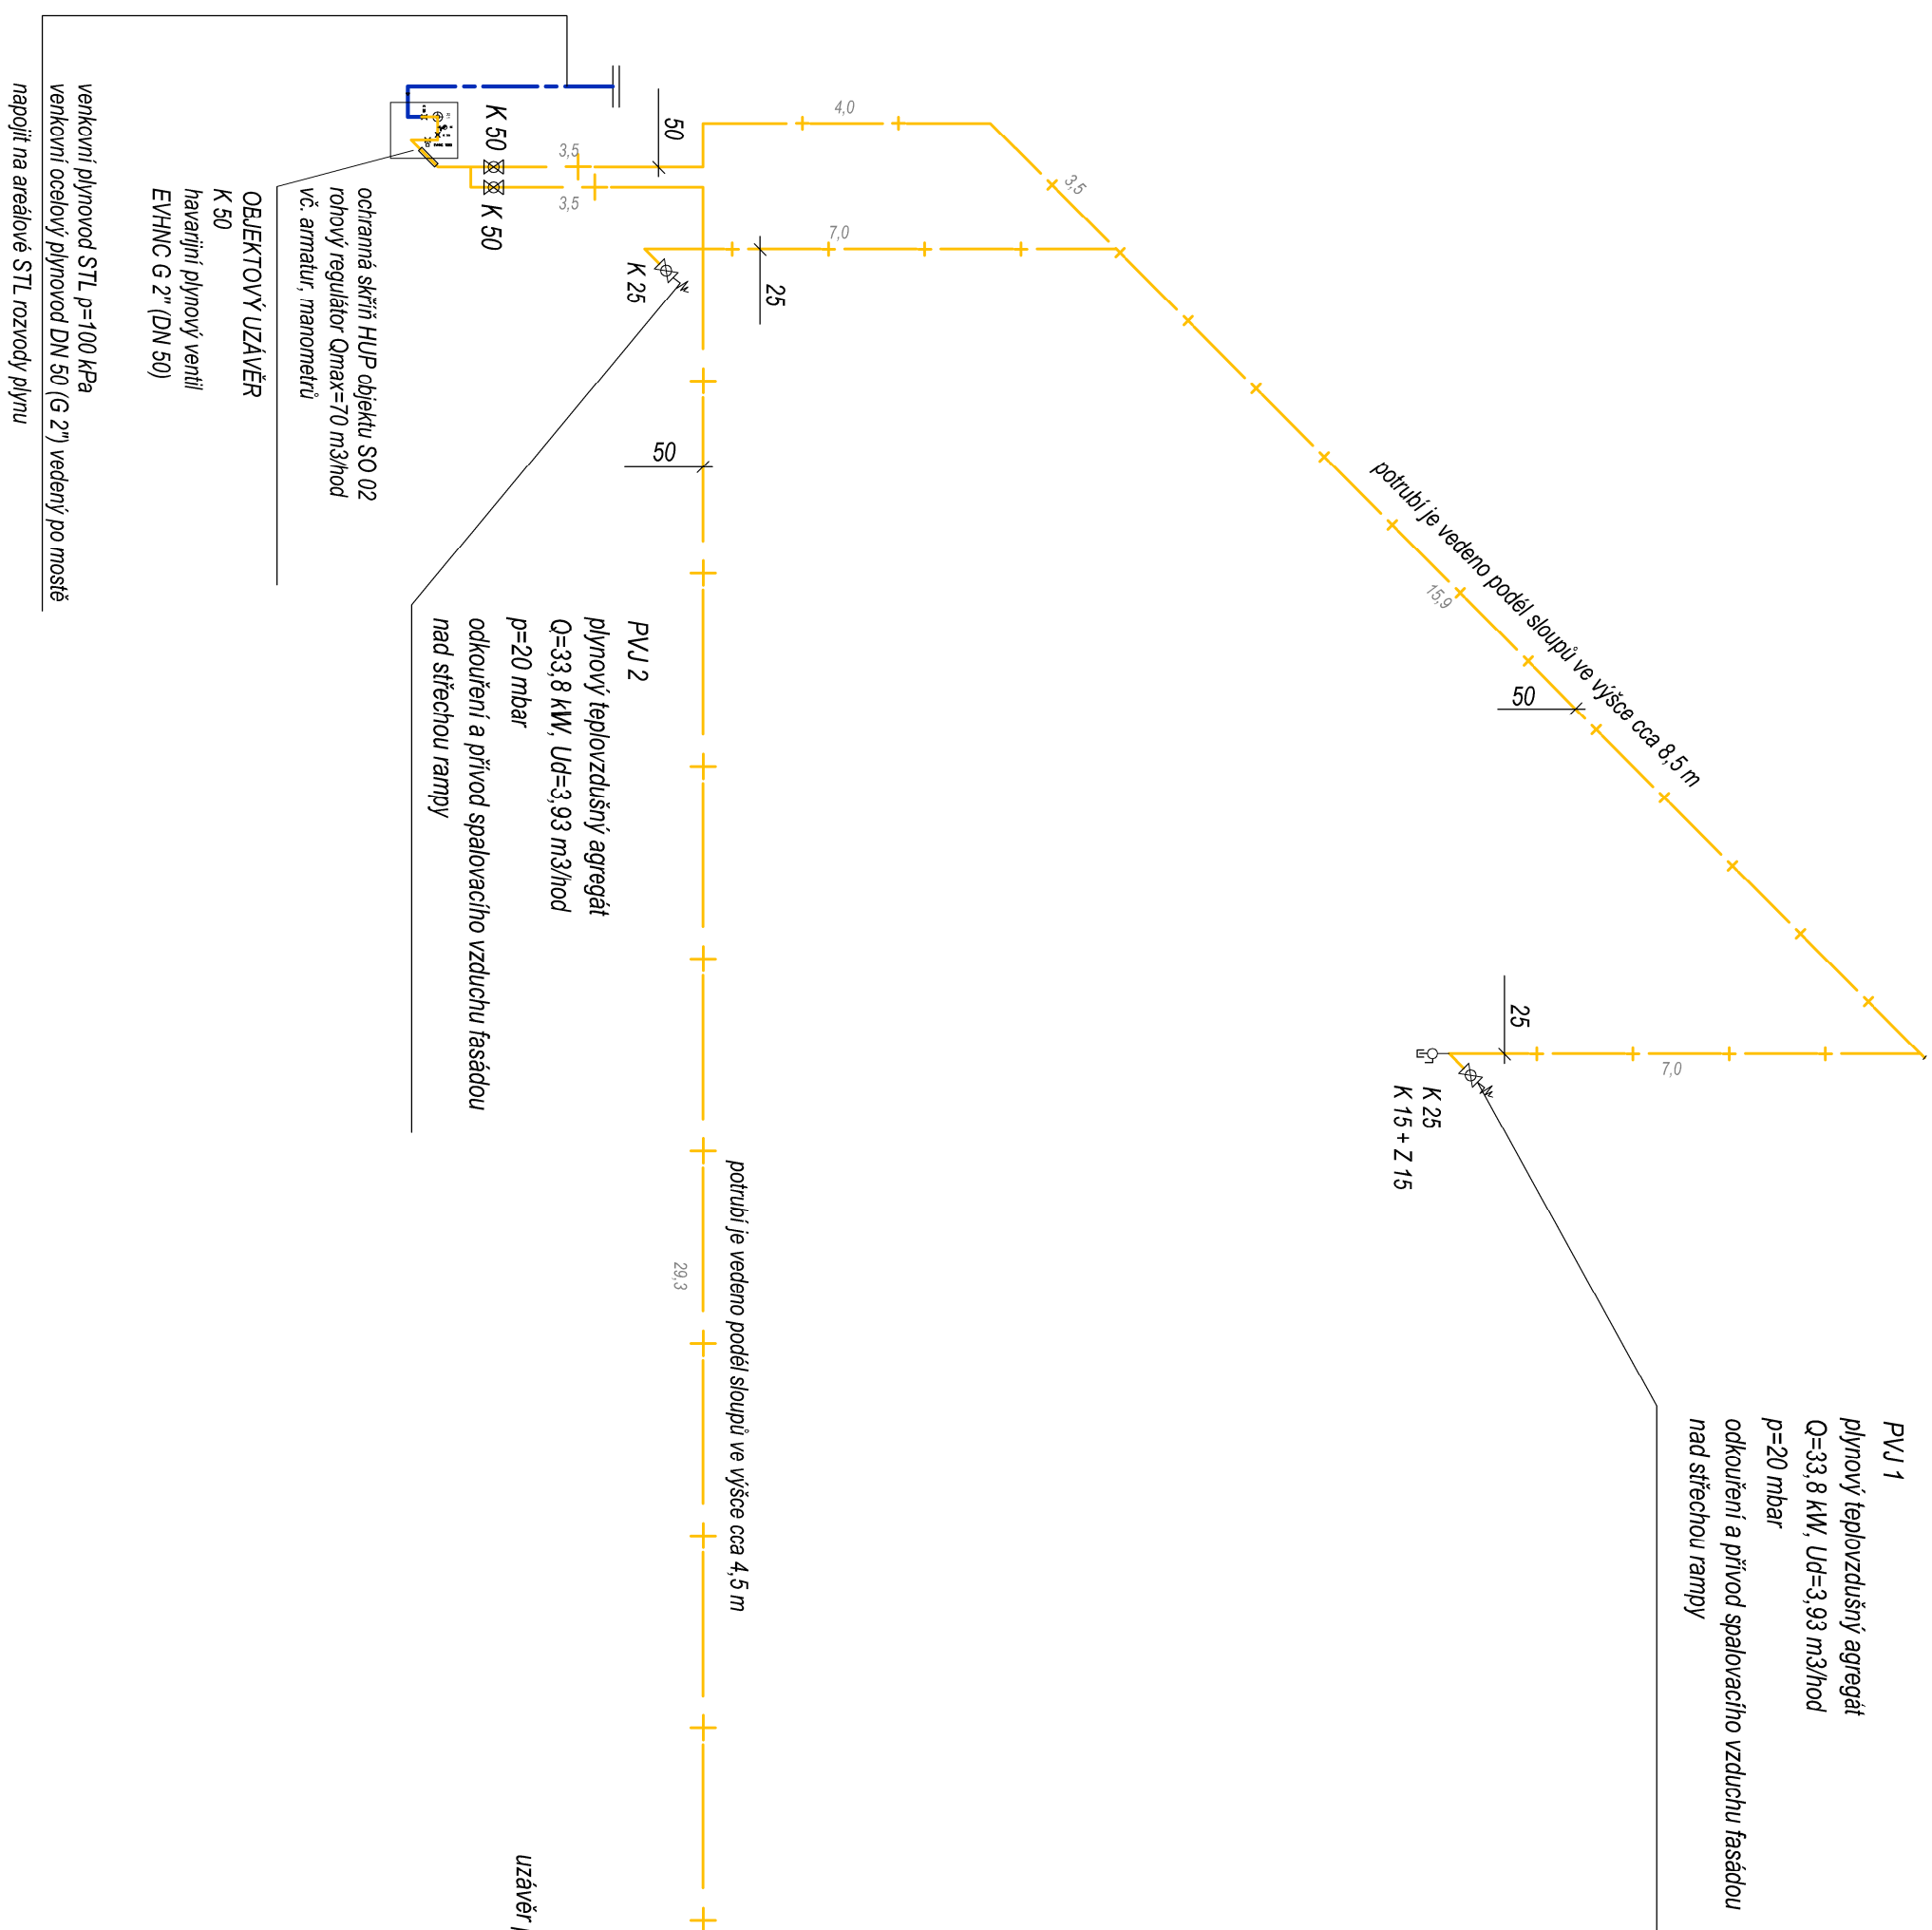 PVJ 1
plynový teplovzdušný agregát
Q=33,8 kW, Ud=3,93 m3/hod
p=20 mbar
odkouření a přívod spalovacího vzduchu fasádou
nad střechou rampy
25
7,0
K 25
K 15 + Z 15
potrubí je vedeno podél sloupů ve výšce cca 8,5 m
15,9
50
3,5
4,0
7,0
25
K 25
50
3,5
3,5
K 50
K 50
50
potrubí je vedeno podél sloupů ve výšce cca 4,5 m
29,3
PVJ 2
plynový teplovzdušný agregát
Q=33,8 kW, Ud=3,93 m3/hod
p=20 mbar
odkouření a přívod spalovacího vzduchu fasádou
nad střechou rampy
uzávěr
ochranná skříň HUP objektu SO 02
rohový regulátor Qmax=70 m3/hod
vč. armatur, manometrů
OBJEKTOVÝ UZÁVĚR
K 50
havarijní plynový ventil
EVHNC G 2" (DN 50)
venkovní plynovod STL p=100 kPa
venkovní ocelový plynovod DN 50 (G 2") vedený po mostě
napojit na areálové STL rozvody plynu